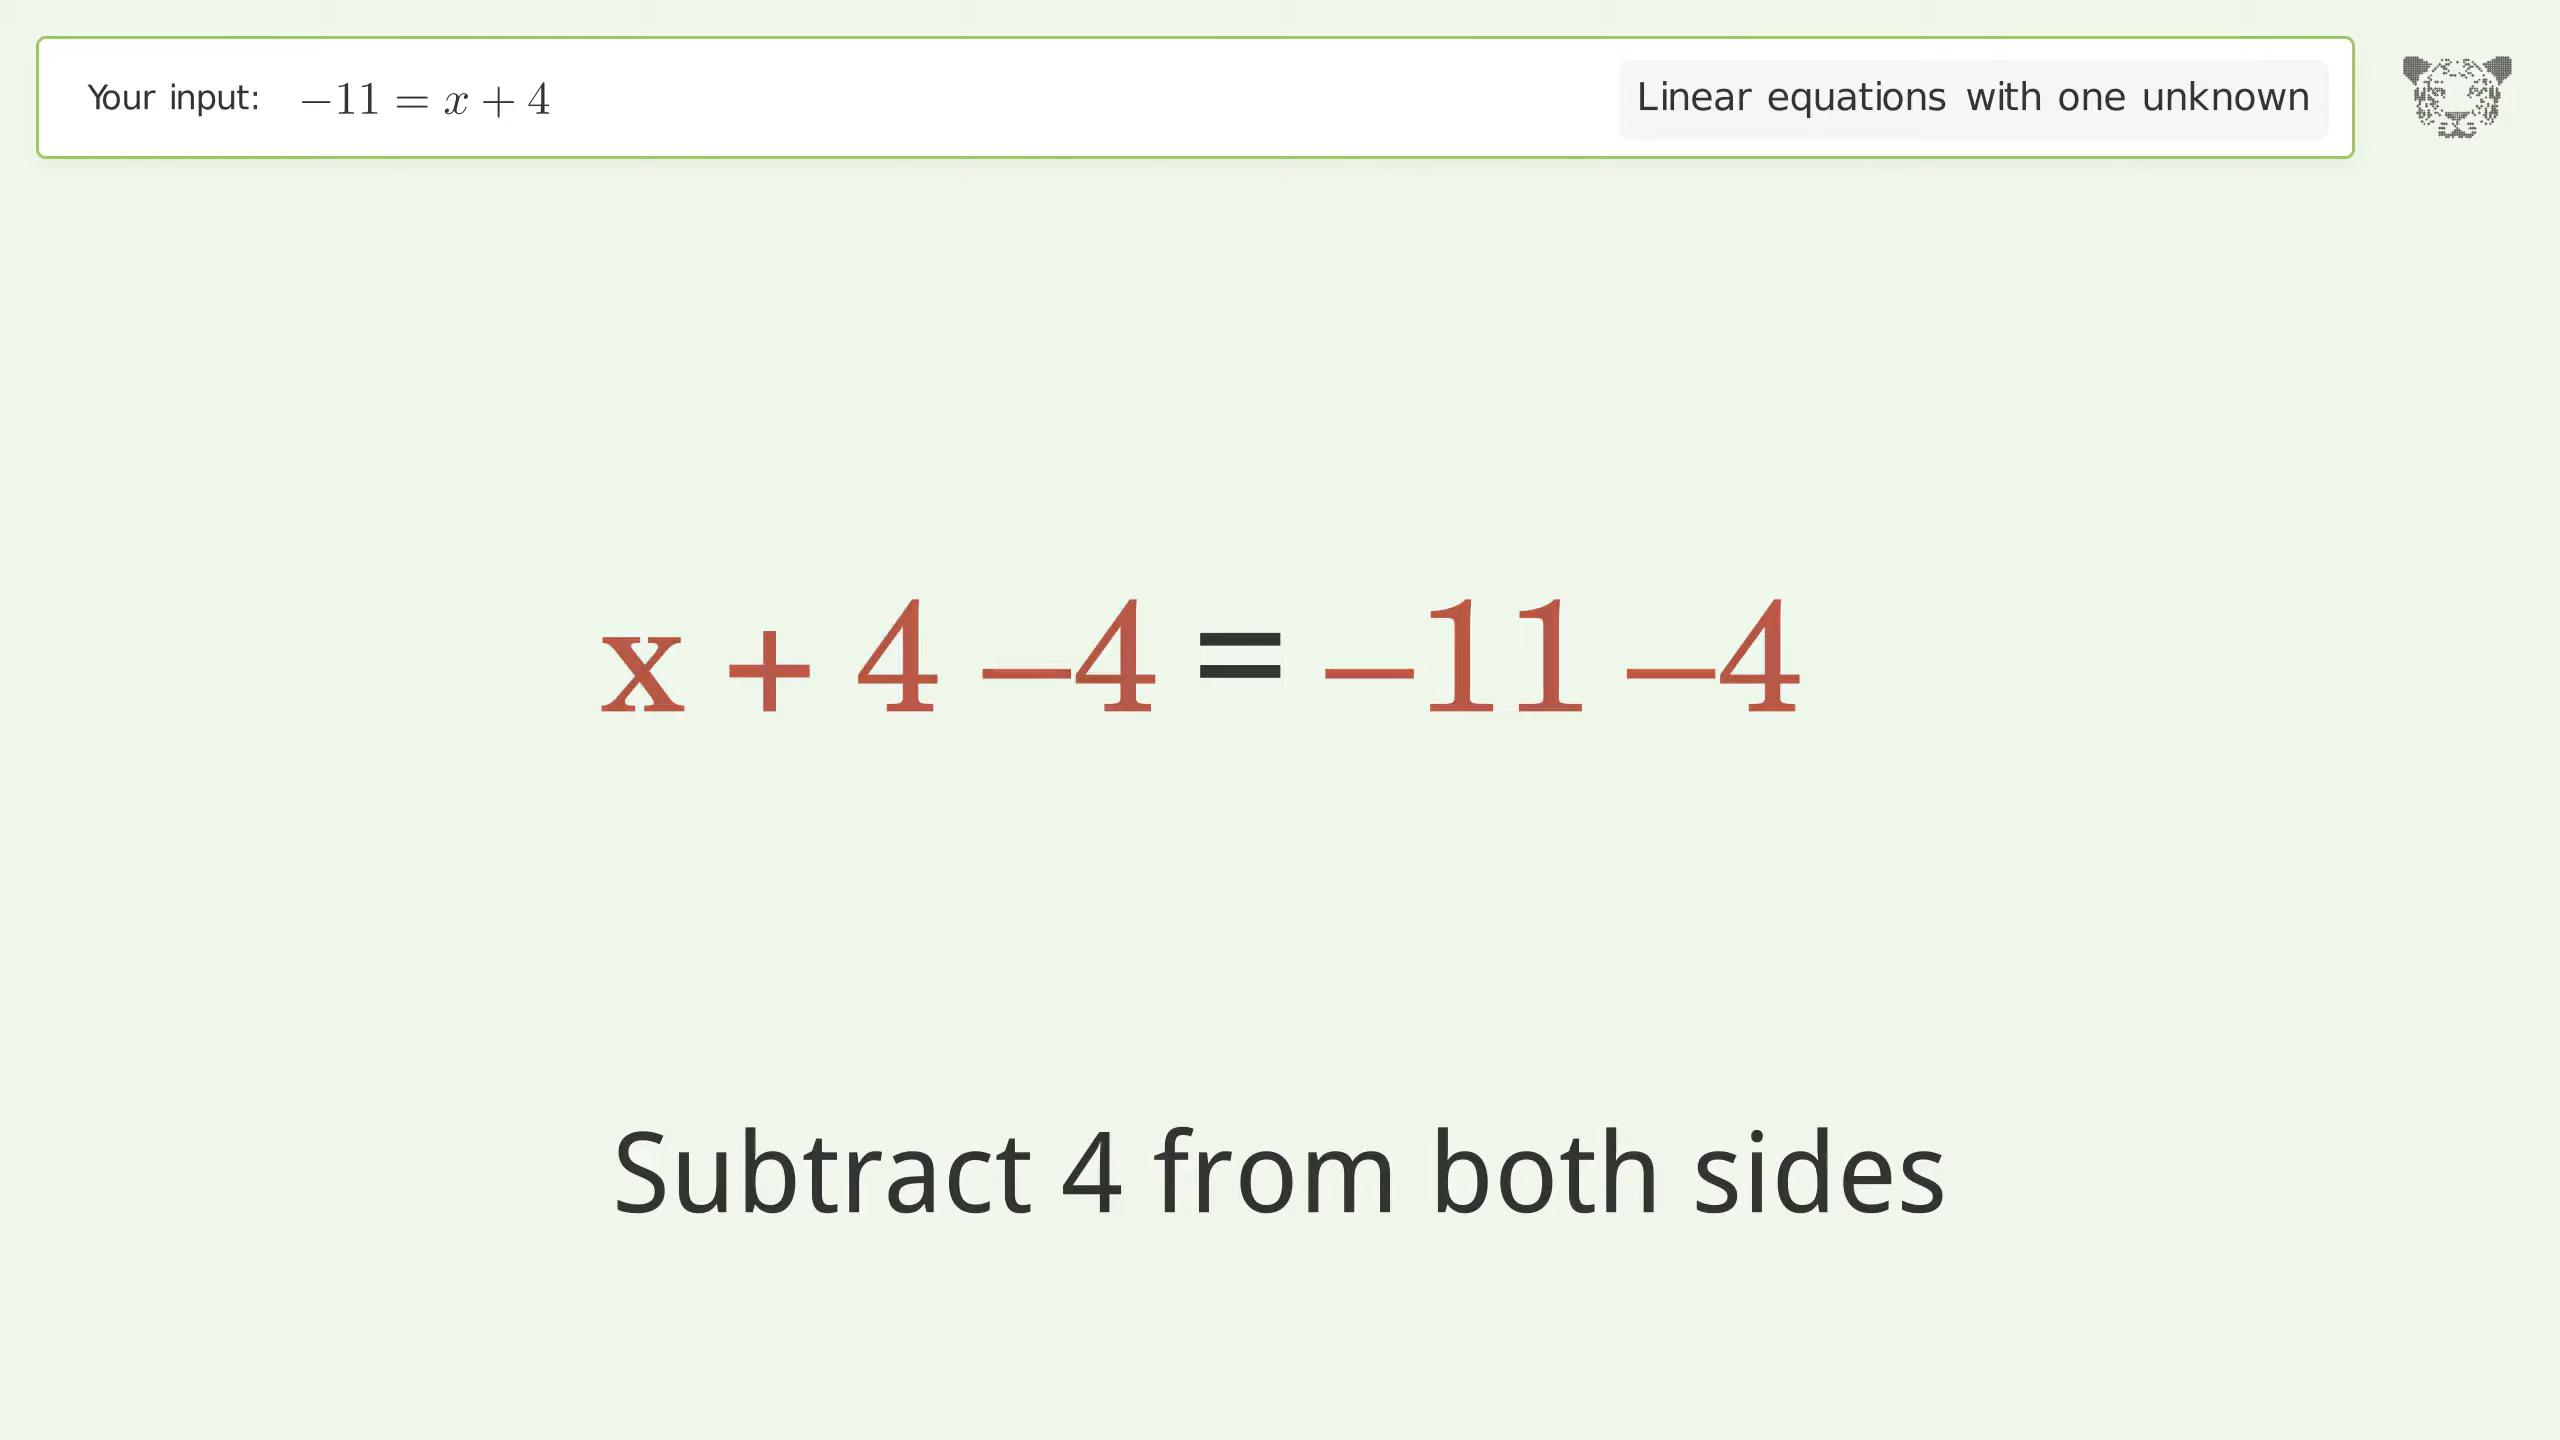 Your input: −11 = x + 4
Linear equations with one unknown
x + 4 −4 = −11 −4
Subtract 4 from both sides